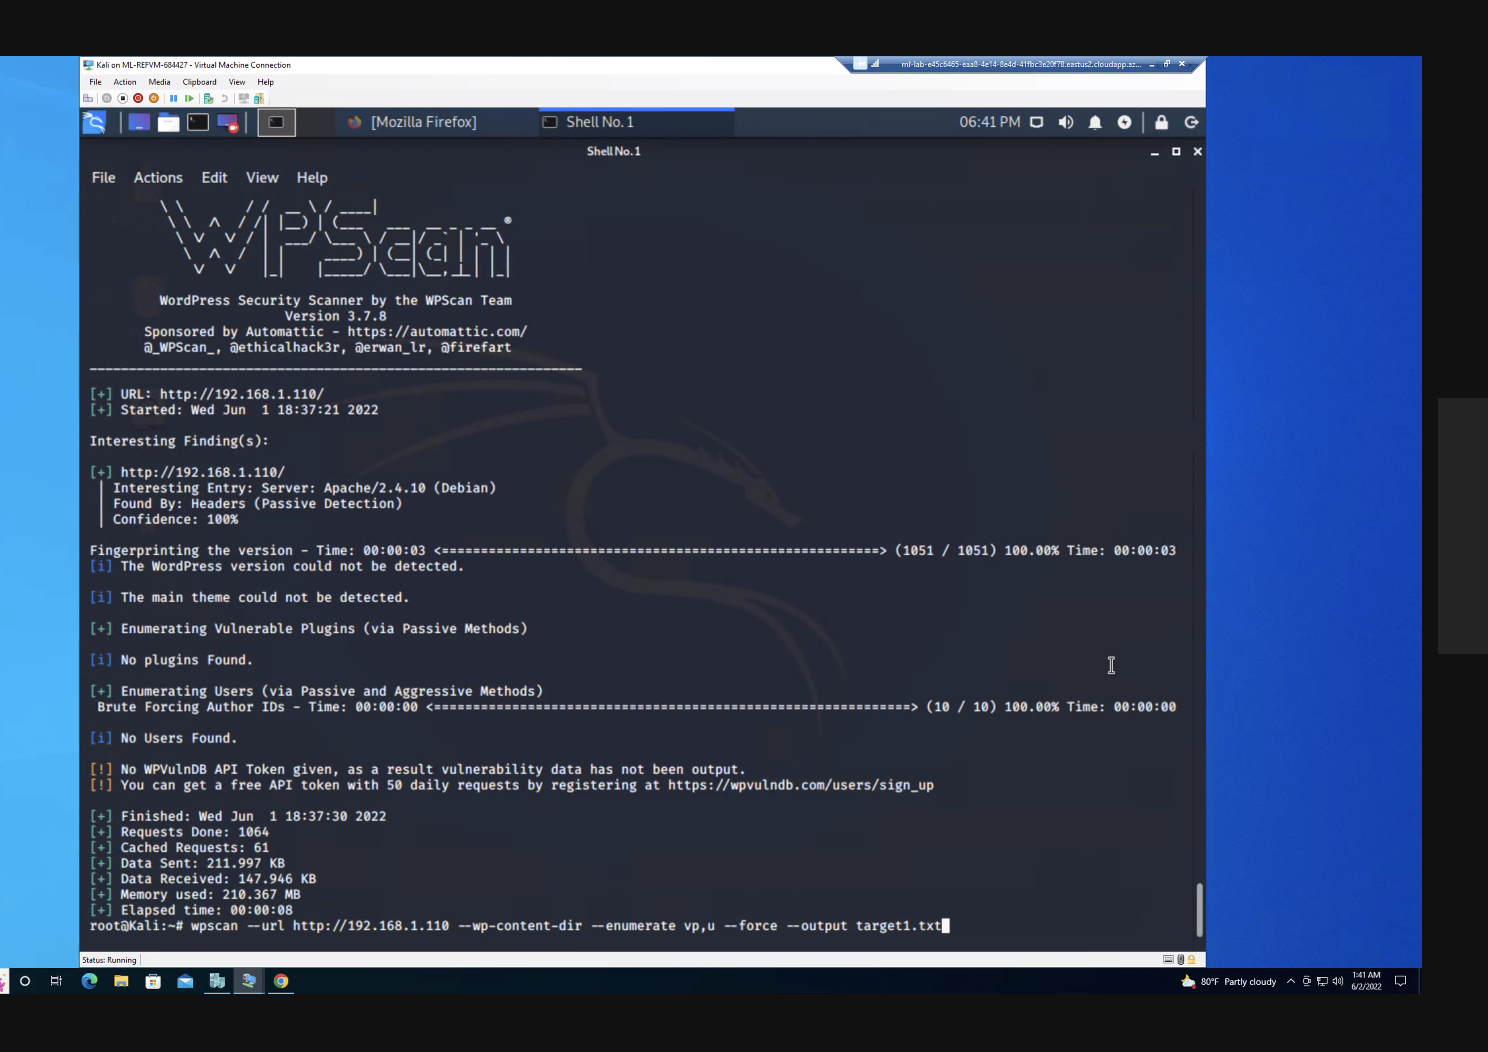 Kali on ML-REFVM-684427 - Virtual Machine Connection
ml-lab-e45c6465-eaa8-4e14-8e4d-41fbc3e20f78.eastus2.cloudapp.az...
File Action Media Clipboard View Help
[Mozilla Firefox]
Shell No. 1
06:41 PM
Shell No. 1
File Actions Edit View Help
WPScan ®
WordPress Security Scanner by the WPScan Team
Version 3.7.8
Sponsored by Automattic - https://automattic.com/
@_WPScan_, @ethicalhack3r, @erwan_lr, @firefart
[+] URL: http://192.168.1.110/
[+] Started: Wed Jun  1 18:37:21 2022
Interesting Finding(s):
[+] http://192.168.1.110/
| Interesting Entry: Server: Apache/2.4.10 (Debian)
| Found By: Headers (Passive Detection)
| Confidence: 100%
Fingerprinting the version - Time: 00:00:03 <========================================================> (1051 / 1051) 100.00% Time: 00:00:03
[i] The WordPress version could not be detected.
[i] The main theme could not be detected.
[+] Enumerating Vulnerable Plugins (via Passive Methods)
[i] No plugins Found.
[+] Enumerating Users (via Passive and Aggressive Methods)
Brute Forcing Author IDs - Time: 00:00:00 <=============================================================> (10 / 10) 100.00% Time: 00:00:00
[i] No Users Found.
[!] No WPVulnDB API Token given, as a result vulnerability data has not been output.
[!] You can get a free API token with 50 daily requests by registering at https://wpvulndb.com/users/sign_up
[+] Finished: Wed Jun  1 18:37:30 2022
[+] Requests Done: 1064
[+] Cached Requests: 61
[+] Data Sent: 211.997 KB
[+] Data Received: 147.946 KB
[+] Memory used: 210.367 MB
[+] Elapsed time: 00:00:08
root@Kali:~# wpscan --url http://192.168.1.110 --wp-content-dir --enumerate vp,u --force --output target1.txt
Status: Running
80°F Partly cloudy
1:41 AM
6/2/2022